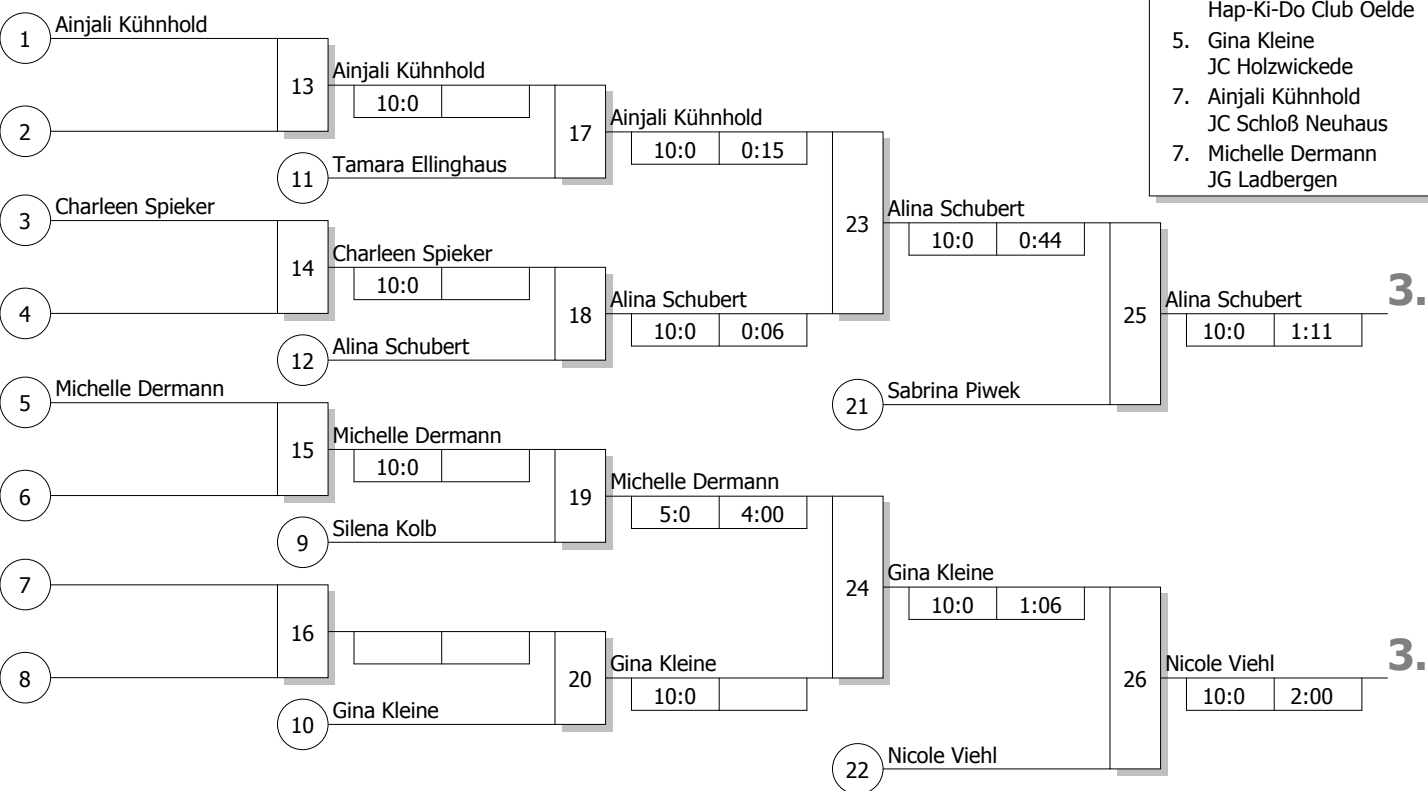 Hap-Ki-Do Club Oelde
5. Gina Kleine
JC Holzwickede
7. Ainjali Kühnhold
JC Schloß Neuhaus
7. Michelle Dermann
JG Ladbergen
1 Ainjali Kühnhold
13 Ainjali Kühnhold
10:0
2
17 Ainjali Kühnhold
10:0 0:15
11 Tamara Ellinghaus
3 Charleen Spieker
23 Alina Schubert
10:0 0:44
14 Charleen Spieker
10:0
4
18 Alina Schubert
10:0 0:06
12 Alina Schubert
25 Alina Schubert 3.
10:0 1:11
5 Michelle Dermann
21 Sabrina Piwek
15 Michelle Dermann
10:0
6
19 Michelle Dermann
5:0 4:00
9 Silena Kolb
7
24 Gina Kleine
10:0 1:06
16
8
20 Gina Kleine
10:0
10 Gina Kleine
26 Nicole Viehl 3.
10:0 2:00
22 Nicole Viehl